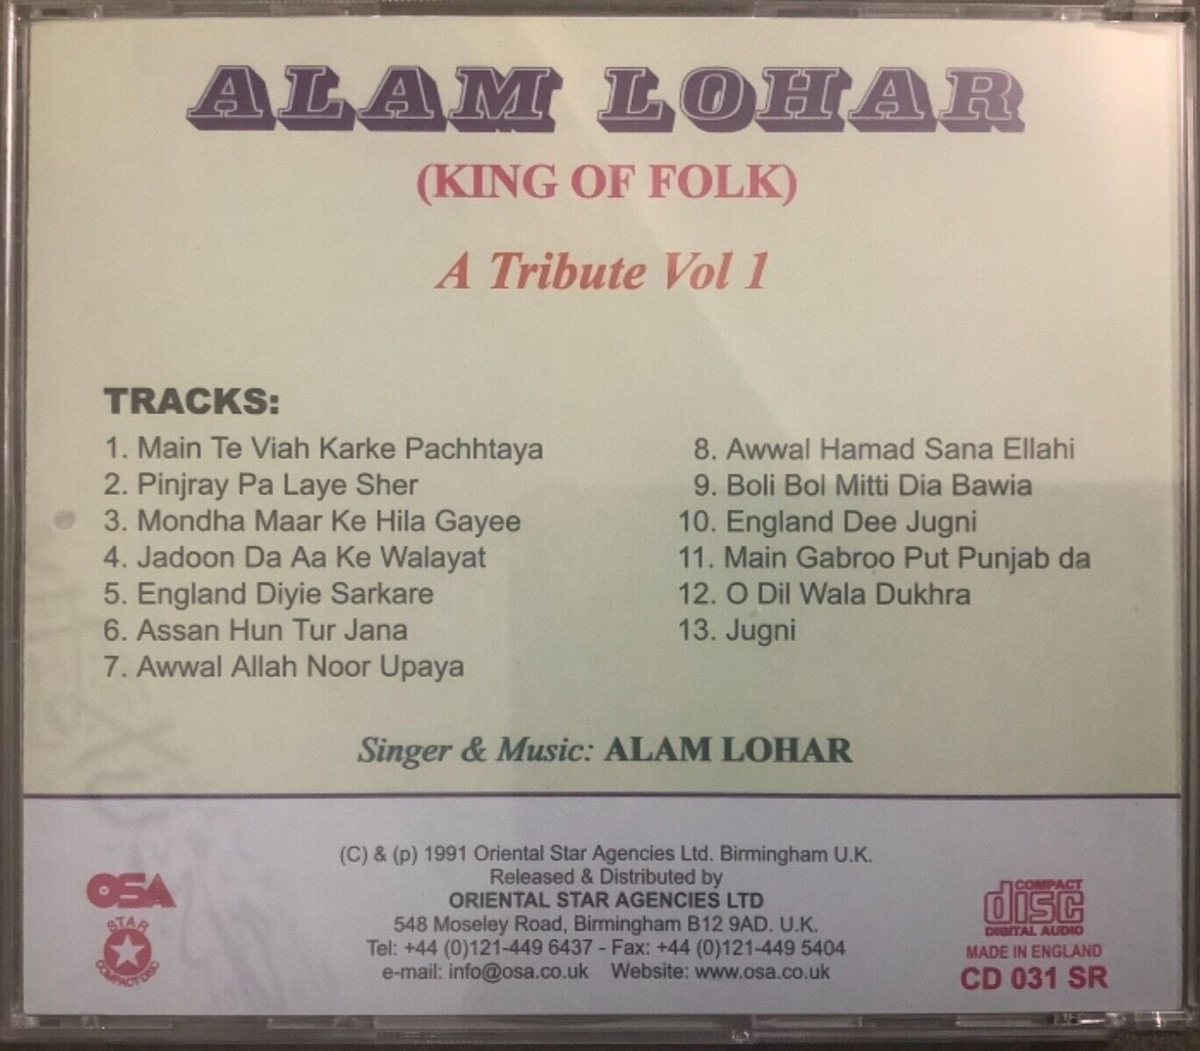 ALAM LOHAR
(KING OF FOLK)
A Tribute Vol 1
TRACKS:
1. Main Te Viah Karke Pachhtaya
2. Pinjray Pa Laye Sher
3. Mondha Maar Ke Hila Gayee
4. Jadoon Da Aa Ke Walayat
5. England Diyie Sarkare
6. Assan Hun Tur Jana
7. Awwal Allah Noor Upaya
8. Awwal Hamad Sana Ellahi
9. Boli Bol Mitti Dia Bawia
10. England Dee Jugni
11. Main Gabroo Put Punjab da
12. O Dil Wala Dukhra
13. Jugni
Singer & Music: ALAM LOHAR
(C) & (p) 1991 Oriental Star Agencies Ltd. Birmingham U.K.
Released & Distributed by
ORIENTAL STAR AGENCIES LTD
548 Moseley Road, Birmingham B12 9AD. U.K.
Tel: +44 (0)121-449 6437 - Fax: +44 (0)121-449 5404
e-mail: info@osa.co.uk Website: www.osa.co.uk
OSA
STAR
COMPACT DISC
COMPACT
disc
DIGITAL AUDIO
MADE IN ENGLAND
CD 031 SR